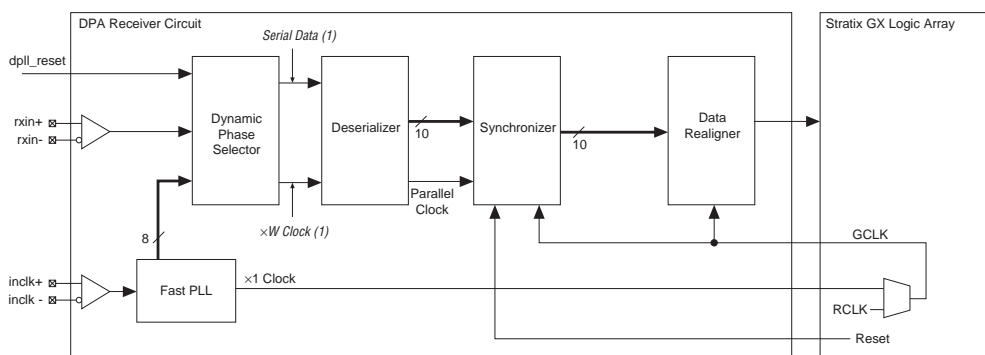 DPA Receiver Circuit
Stratix GX Logic Array
Serial Data (1)
dpll_reset
rxin+
rxin-
Dynamic
Phase
Selector
Deserializer
10
Synchronizer
10
Data
Realigner
Parallel
Clock
×W Clock (1)
8
GCLK
inclk+
inclk -
Fast PLL
×1 Clock
RCLK
Reset